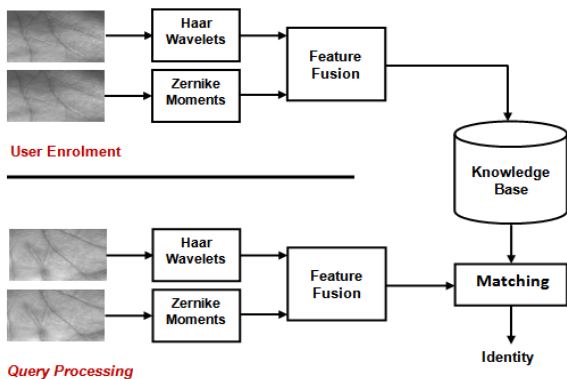 Haar
Wavelets
Feature
Fusion
Zernike
Moments
User Enrolment
Knowledge
Base
Haar
Wavelets
Feature
Fusion
Matching
Zernike
Moments
Identity
Query Processing